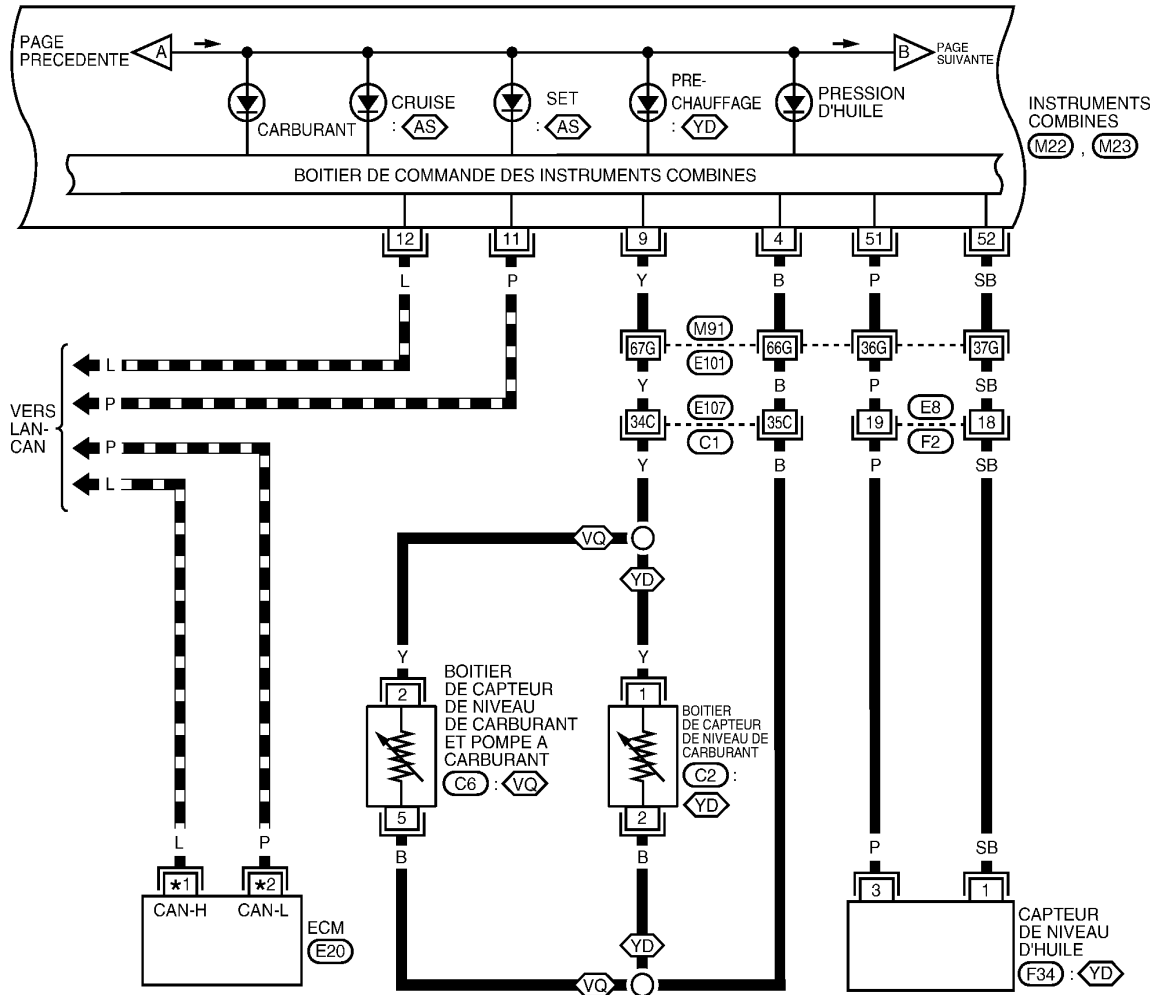 PAGE
PRECEDENTE
A
B
PAGE
SUIVANTE
CARBURANT
CRUISE
: AS
SET
: AS
PRE-
CHAUFFAGE
: YD
PRESSION
D'HUILE
INSTRUMENTS
COMBINES
M22 , M23
BOITIER DE COMMANDE DES INSTRUMENTS COMBINES
12 11 9 4 51 52
L P Y B P SB
67G M91 66G 36G 37G
E101
L
Y B P SB
P
34C E107 35C 19 E8 18
C1 F2
VERS
LAN-
CAN
P
L
Y B P SB
VQ
YD
Y Y
2
BOITIER
DE CAPTEUR
DE NIVEAU
DE CARBURANT
ET POMPE A
CARBURANT
C6 : VQ
5
B
1
BOITIER
DE CAPTEUR
DE NIVEAU DE
CARBURANT
C2 :
YD
2
B
L P
*1 *2
CAN-H CAN-L
ECM
E20
YD
VQ
P SB
3 1
CAPTEUR
DE NIVEAU
D'HUILE
F34 : YD